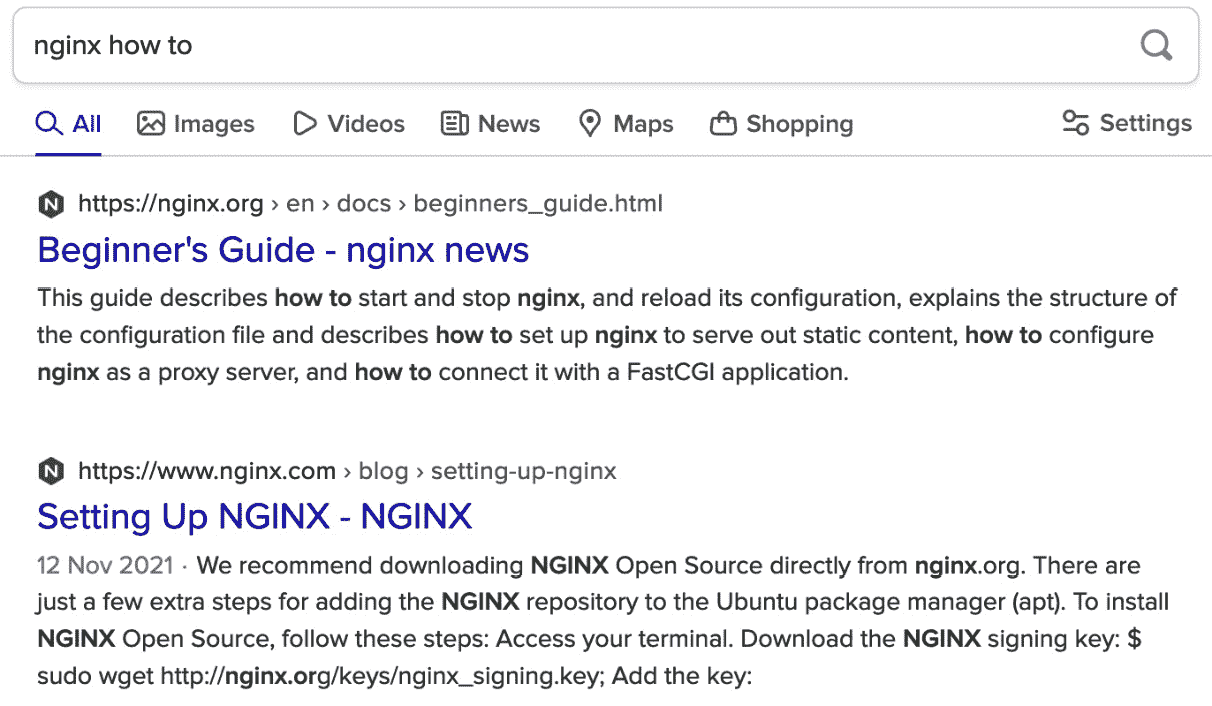 nginx how to
All Images Videos News Maps Shopping Settings
N https://nginx.org › en › docs › beginners_guide.html
Beginner's Guide - nginx news
This guide describes how to start and stop nginx, and reload its configuration, explains the structure of
the configuration file and describes how to set up nginx to serve out static content, how to configure
nginx as a proxy server, and how to connect it with a FastCGI application.
N https://www.nginx.com › blog › setting-up-nginx
Setting Up NGINX - NGINX
12 Nov 2021 · We recommend downloading NGINX Open Source directly from nginx.org. There are
just a few extra steps for adding the NGINX repository to the Ubuntu package manager (apt). To install
NGINX Open Source, follow these steps: Access your terminal. Download the NGINX signing key: $
sudo wget http://nginx.org/keys/nginx_signing.key; Add the key: